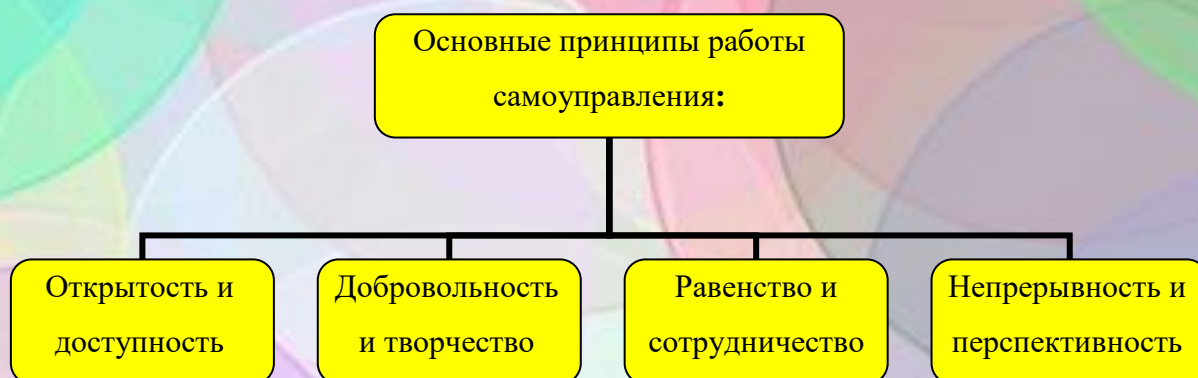 Основные принципы работы
самоуправления:
Открытость и
доступность
Добровольность
и творчество
Равенство и
сотрудничество
Непрерывность и
перспективность